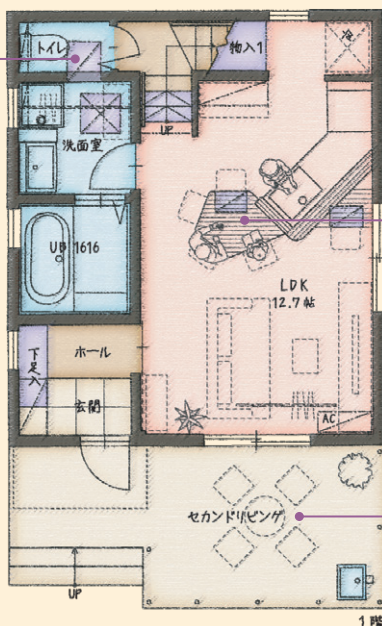 トイレ
物入1
冷
UP
洗面室
UB 1616
LDK
12.7帖
下足入
ホール
玄関
AC
セカンドリビング
UP
1階